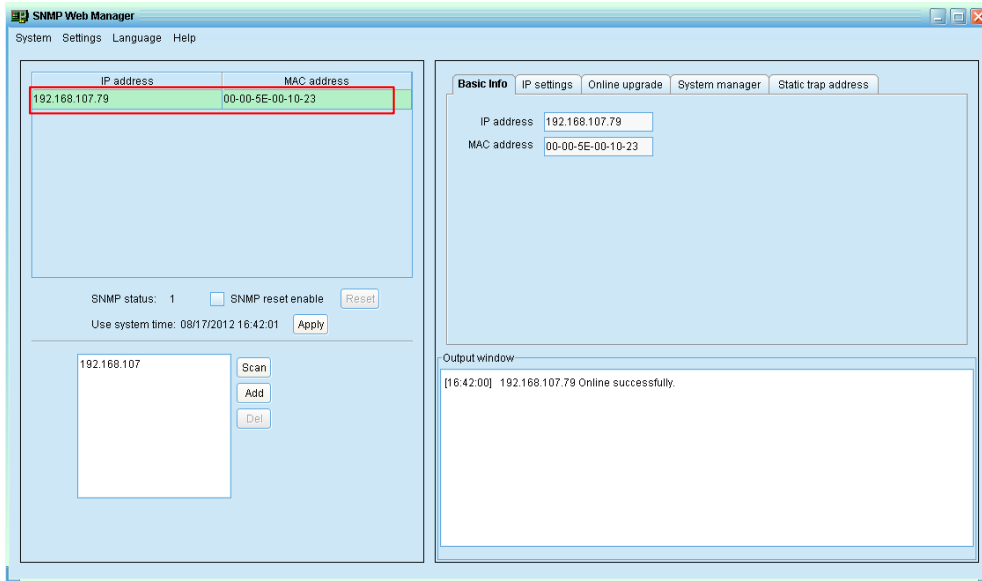 SNMP Web Manager
System Settings Language Help
IP address MAC address
192.168.107.79 00-00-5E-00-10-23
SNMP status: 1 SNMP reset enable Reset
Use system time: 08/17/2012 16:42:01 Apply
192.168.107
Scan
Add
Del
Basic Info IP settings Online upgrade System manager Static trap address
IP address 192.168.107.79
MAC address 00-00-5E-00-10-23
Output window
[16:42:00] 192.168.107.79 Online successfully.